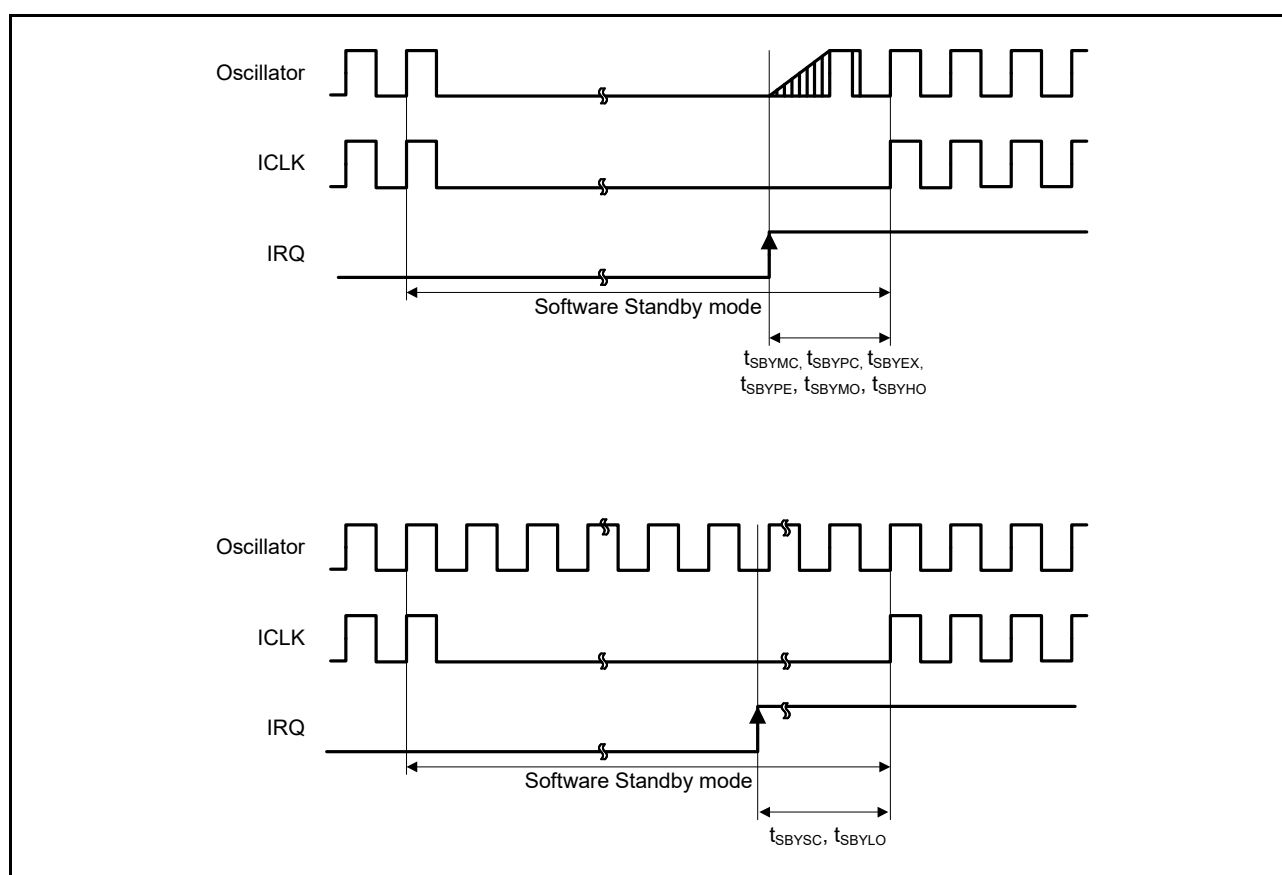 Oscillator
ICLK
IRQ
Software Standby mode
tSBYMC, tSBYPC, tSBYEX,
tSBYPE, tSBYMO, tSBYHO
Oscillator
ICLK
IRQ
Software Standby mode
tSBYSC, tSBYLO